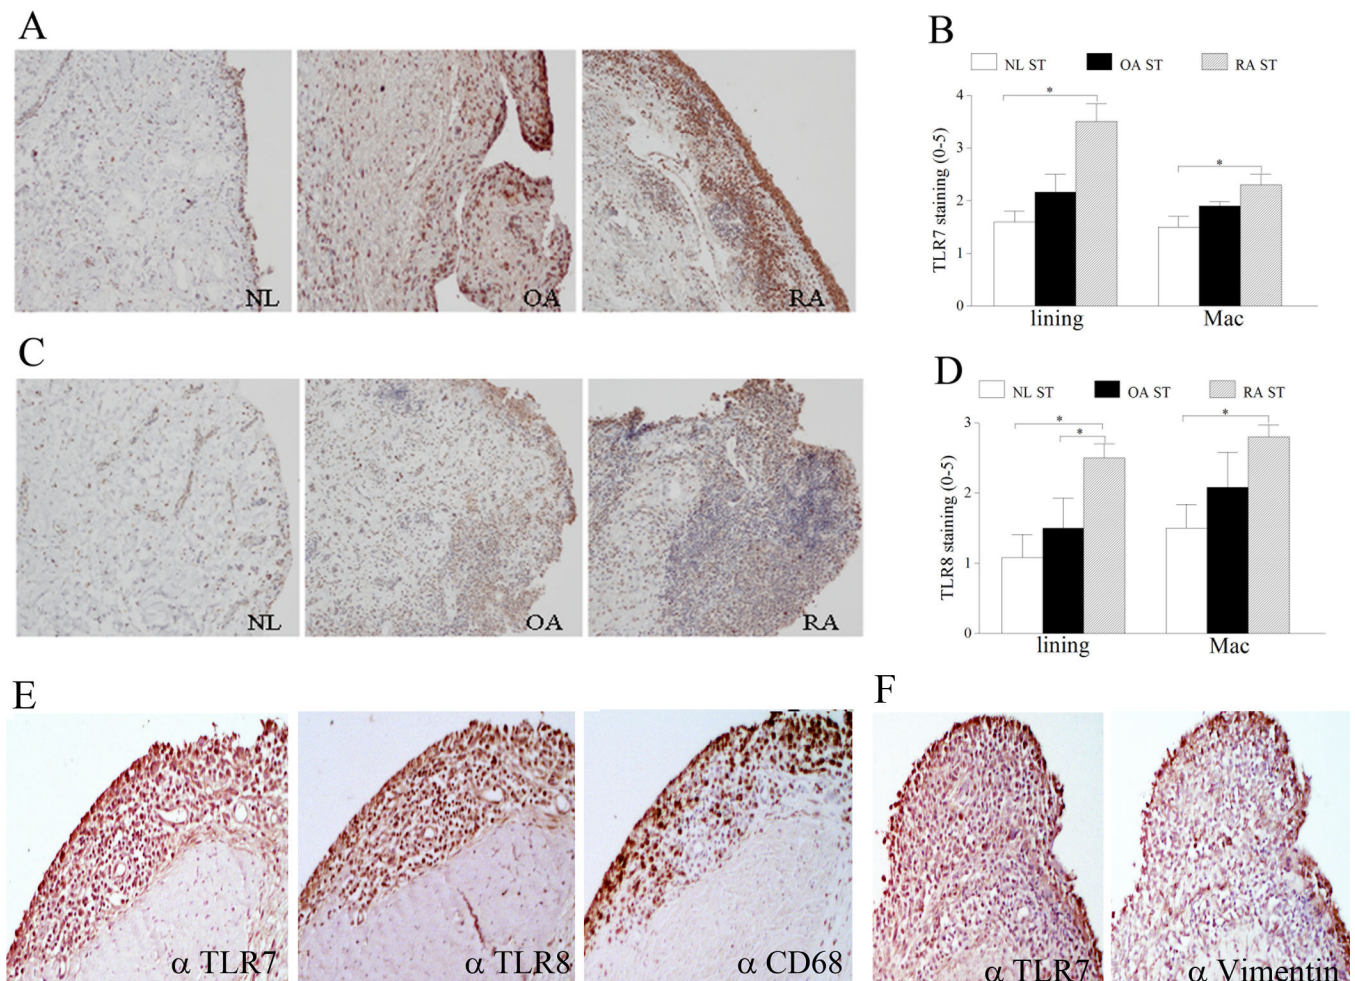 A
NL
OA
RA
B
NL ST OA ST RA ST
TLR7 staining (0-5)
4
3
2
1
0
*
*
lining Mac
C
NL
OA
RA
D
NL ST OA ST RA ST
TLR8 staining (0-5)
3
2
1
0
*
*
*
lining Mac
E
α TLR7
α TLR8
α CD68
F
α TLR7
α Vimentin